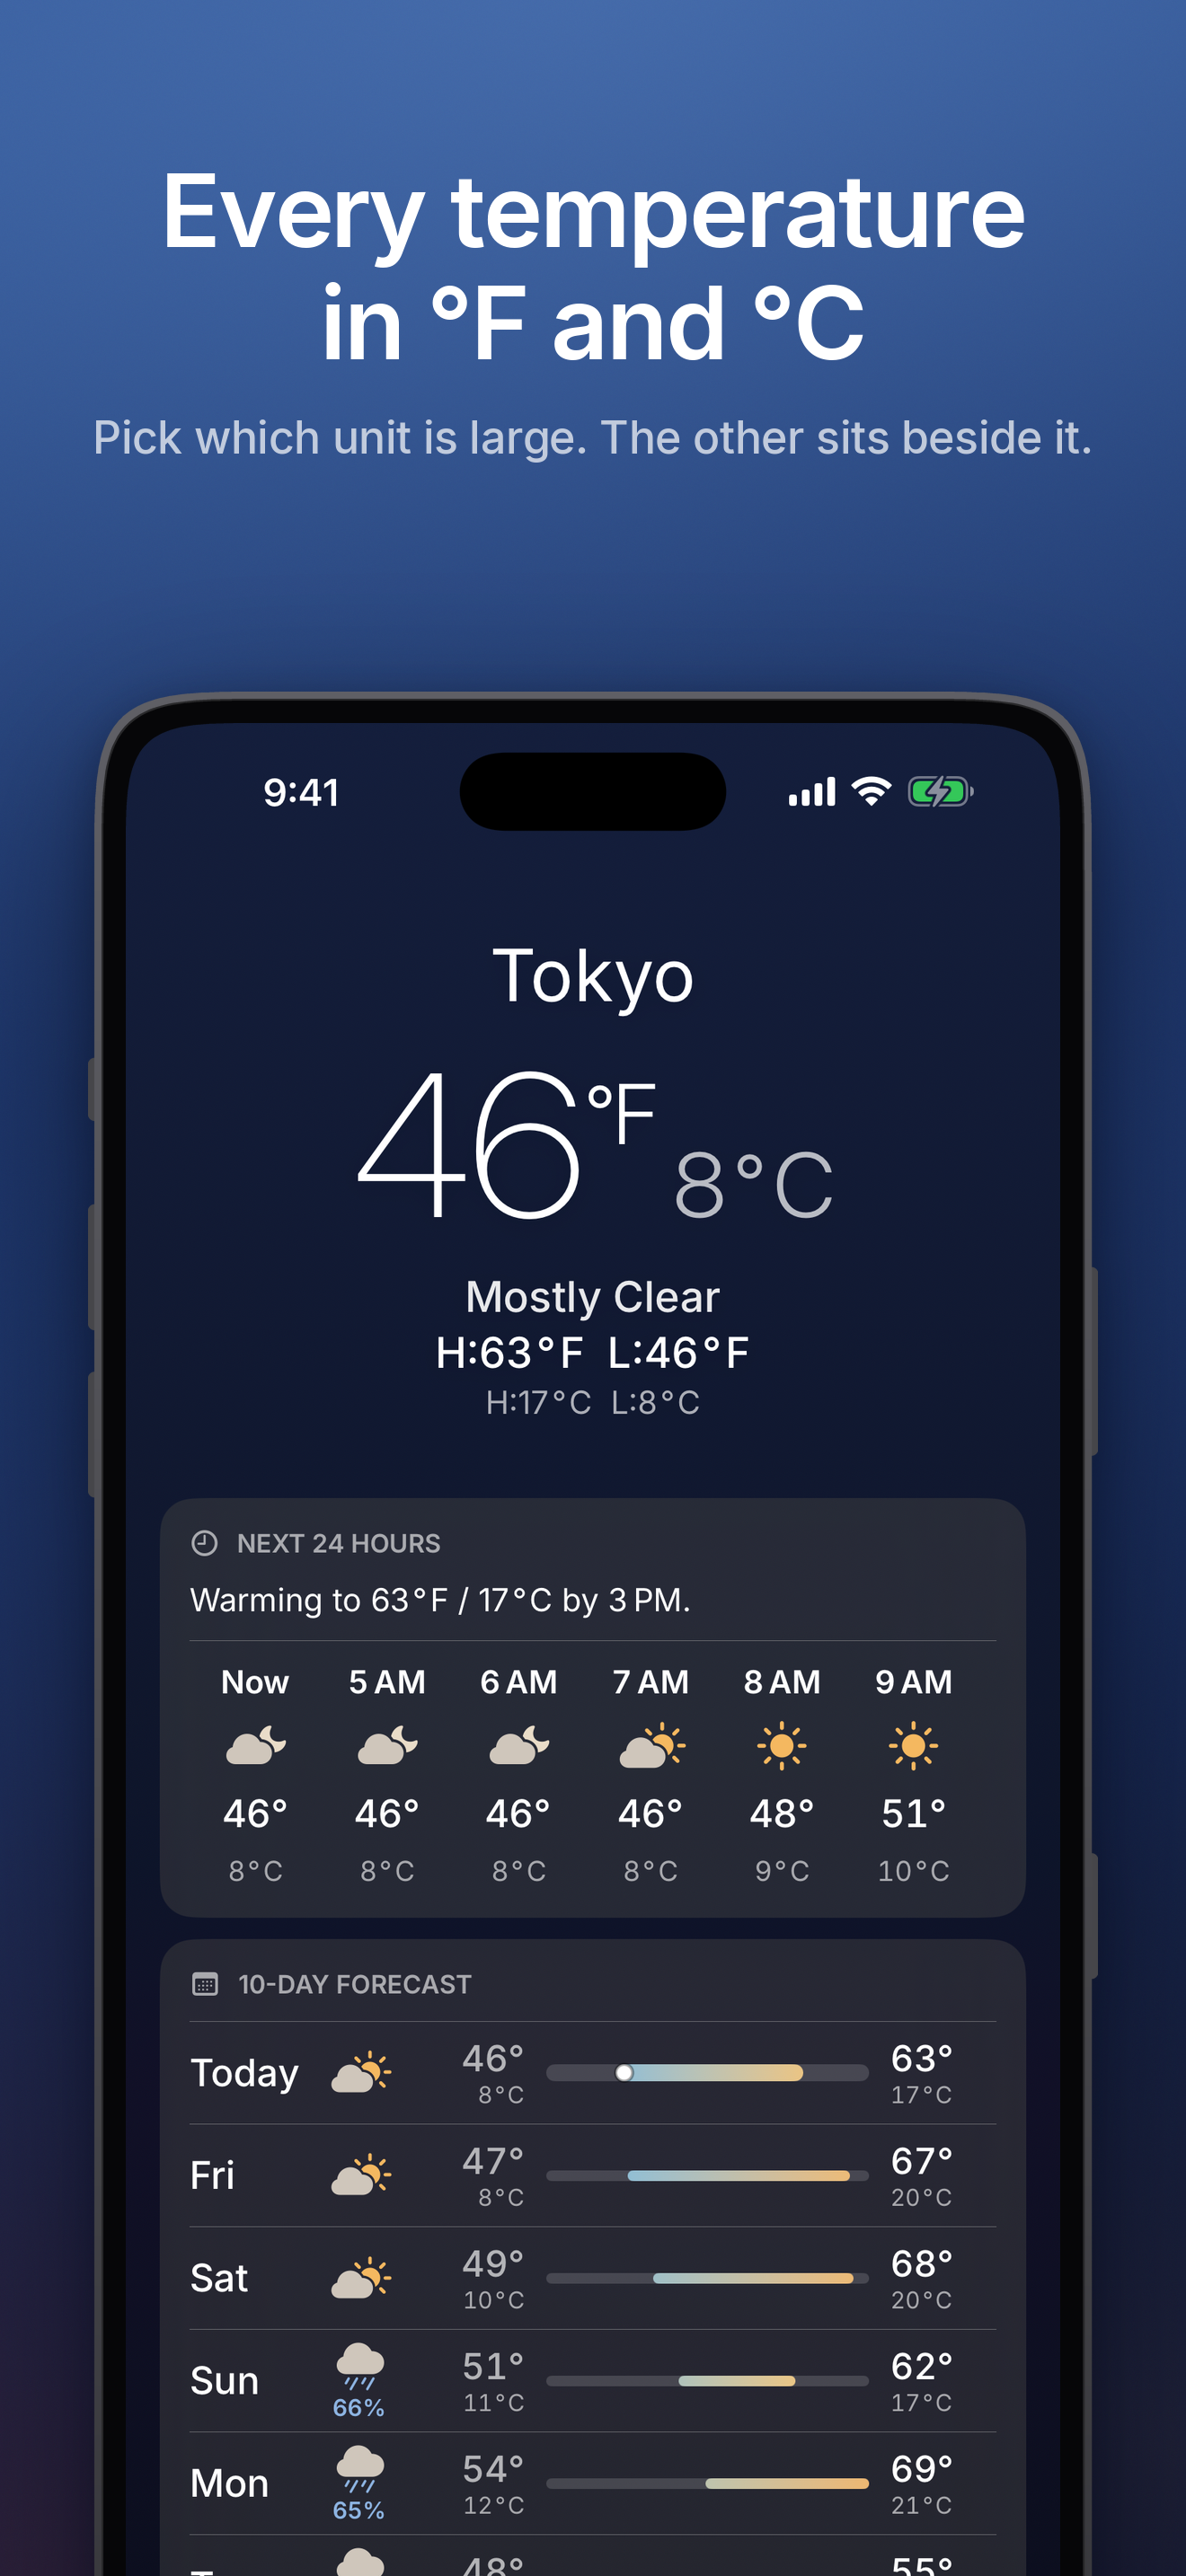 Every temperature
in °F and °C
Pick which unit is large. The other sits beside it.
9:41
Tokyo
46°F 8°C
Mostly Clear
H:63°F L:46°F
H:17°C L:8°C
NEXT 24 HOURS
Warming to 63°F / 17°C by 3 PM.
Now 5 AM 6 AM 7 AM 8 AM 9 AM
46° 46° 46° 46° 48° 51°
8°C 8°C 8°C 8°C 9°C 10°C
10-DAY FORECAST
Today 46° 63°
8°C 17°C
Fri 47° 67°
8°C 20°C
Sat 49° 68°
10°C 20°C
Sun 51° 62°
66% 11°C 17°C
Mon 54° 69°
65% 12°C 21°C
48° 55°